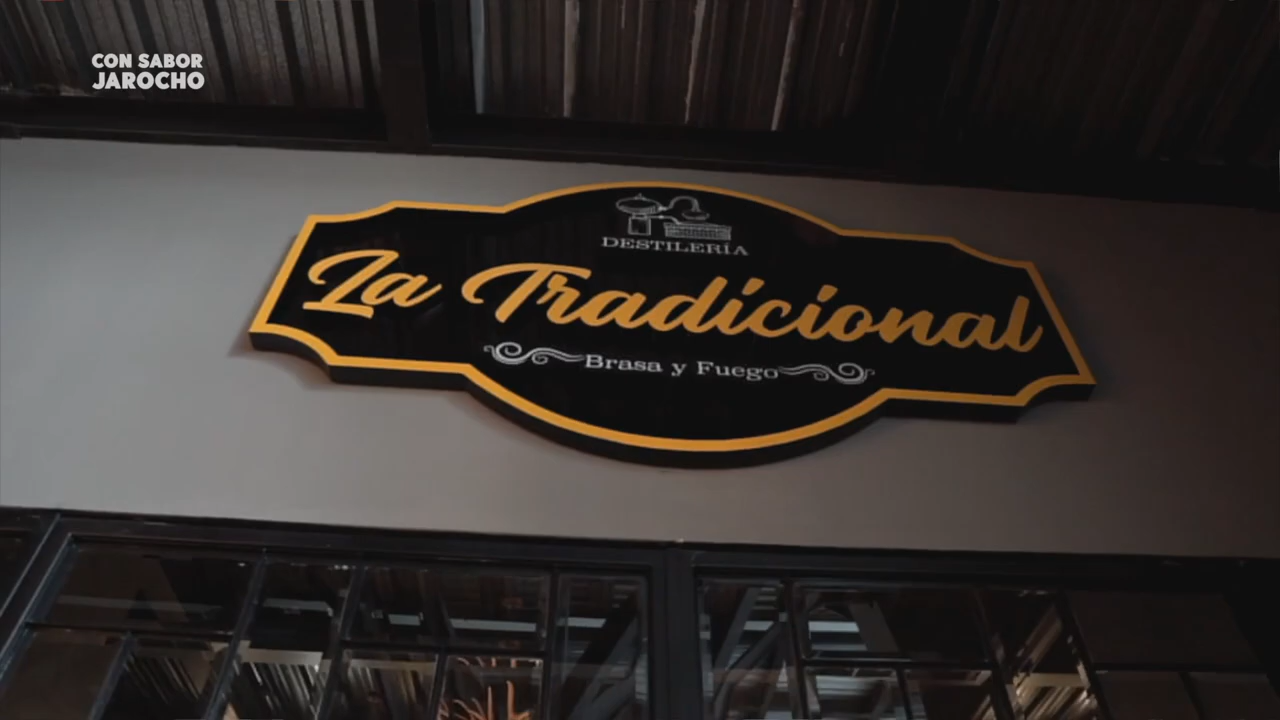 CON SABOR
JAROCHO
DESTILERÍA
La Tradicional
Brasa y Fuego